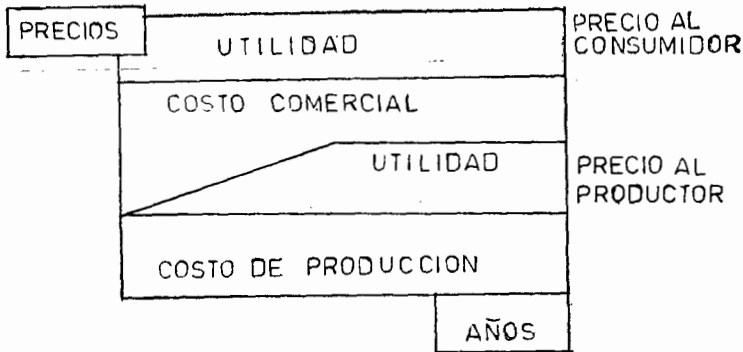 PRECIOS
UTILIDAD
PRECIO AL
CONSUMIDOR
COSTO COMERCIAL
UTILIDAD
PRECIO AL
PRODUCTOR
COSTO DE PRODUCCION
AÑOS